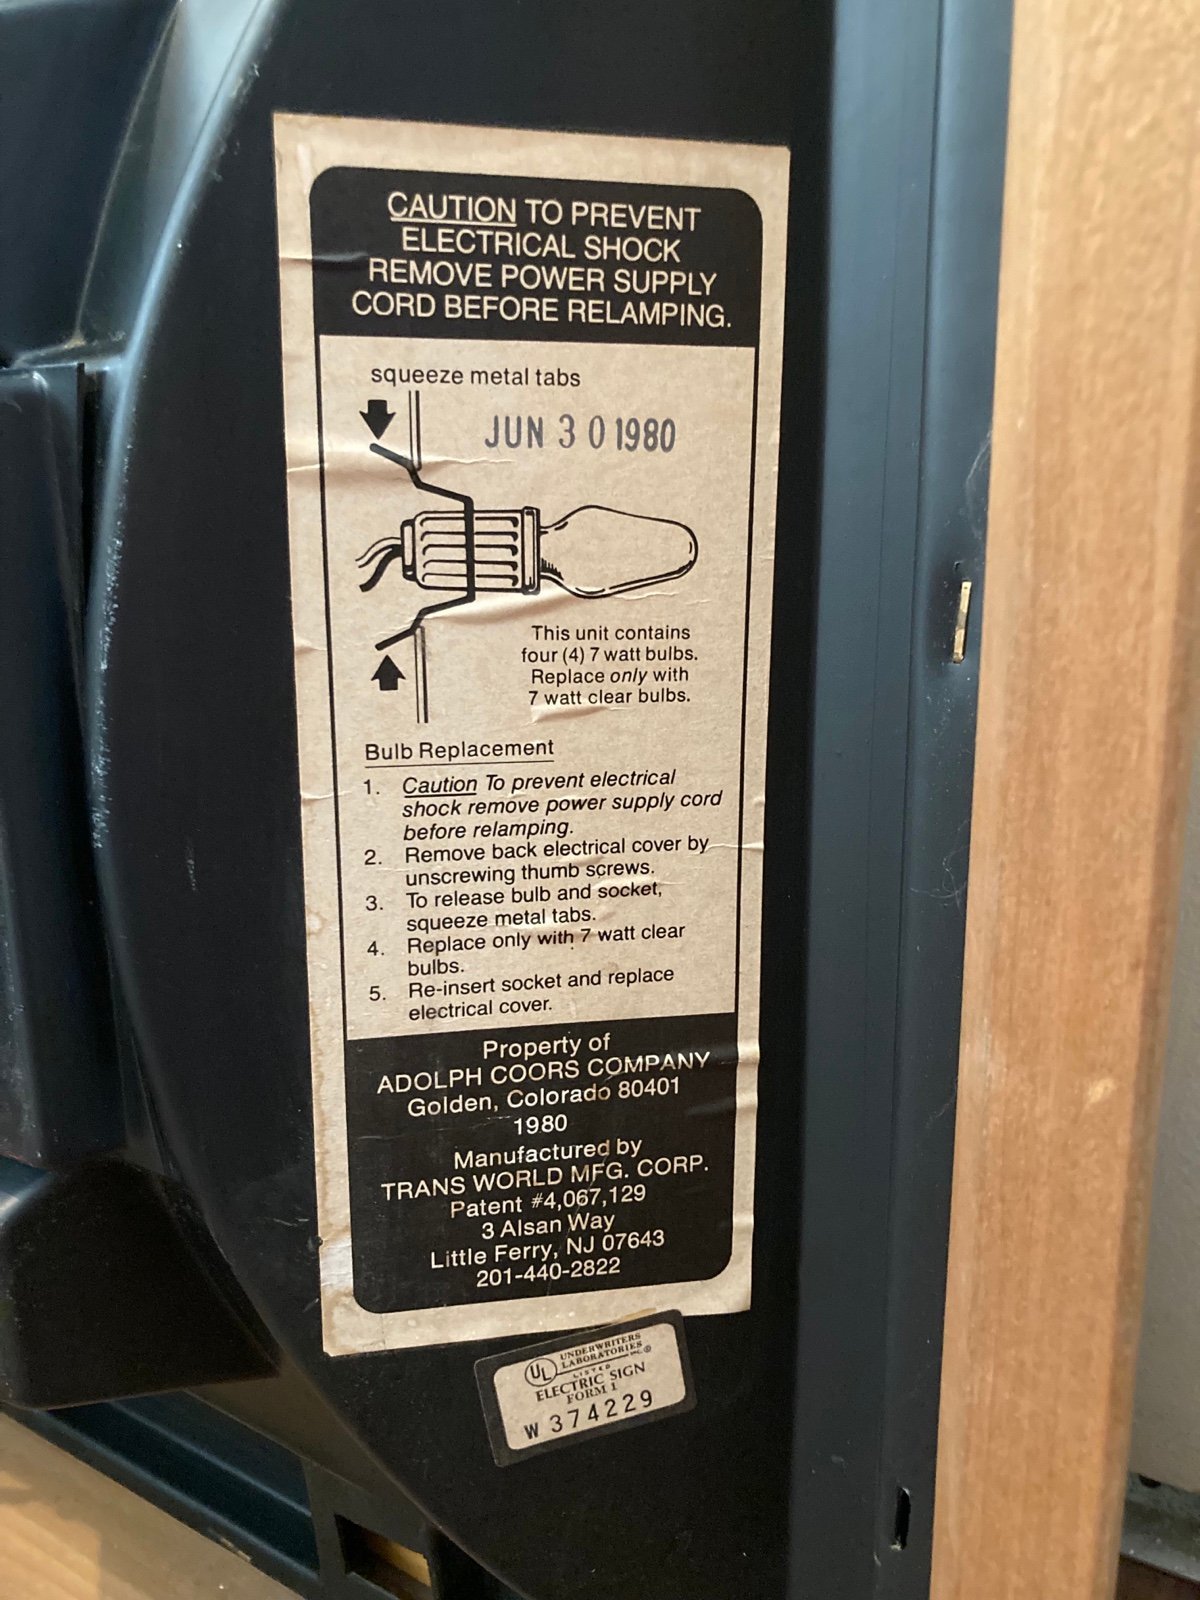 CAUTION TO PREVENT
ELECTRICAL SHOCK
REMOVE POWER SUPPLY
CORD BEFORE RELAMPING.
squeeze metal tabs
JUN 30 1980
This unit contains
four (4) 7 watt bulbs.
Replace only with
7 watt clear bulbs.
Bulb Replacement
1. Caution To prevent electrical
shock remove power supply cord
before relamping.
2. Remove back electrical cover by
unscrewing thumb screws.
3. To release bulb and socket,
squeeze metal tabs.
4. Replace only with 7 watt clear
bulbs.
5. Re-insert socket and replace
electrical cover.
Property of
ADOLPH COORS COMPANY
Golden, Colorado 80401
1980
Manufactured by
TRANS WORLD MFG. CORP.
Patent #4,067,129
3 Alsan Way
Little Ferry, NJ 07643
201-440-2822
UL
UNDERWRITERS
LABORATORIES INC.®
LISTED
ELECTRIC SIGN
FORM 1
W 374229